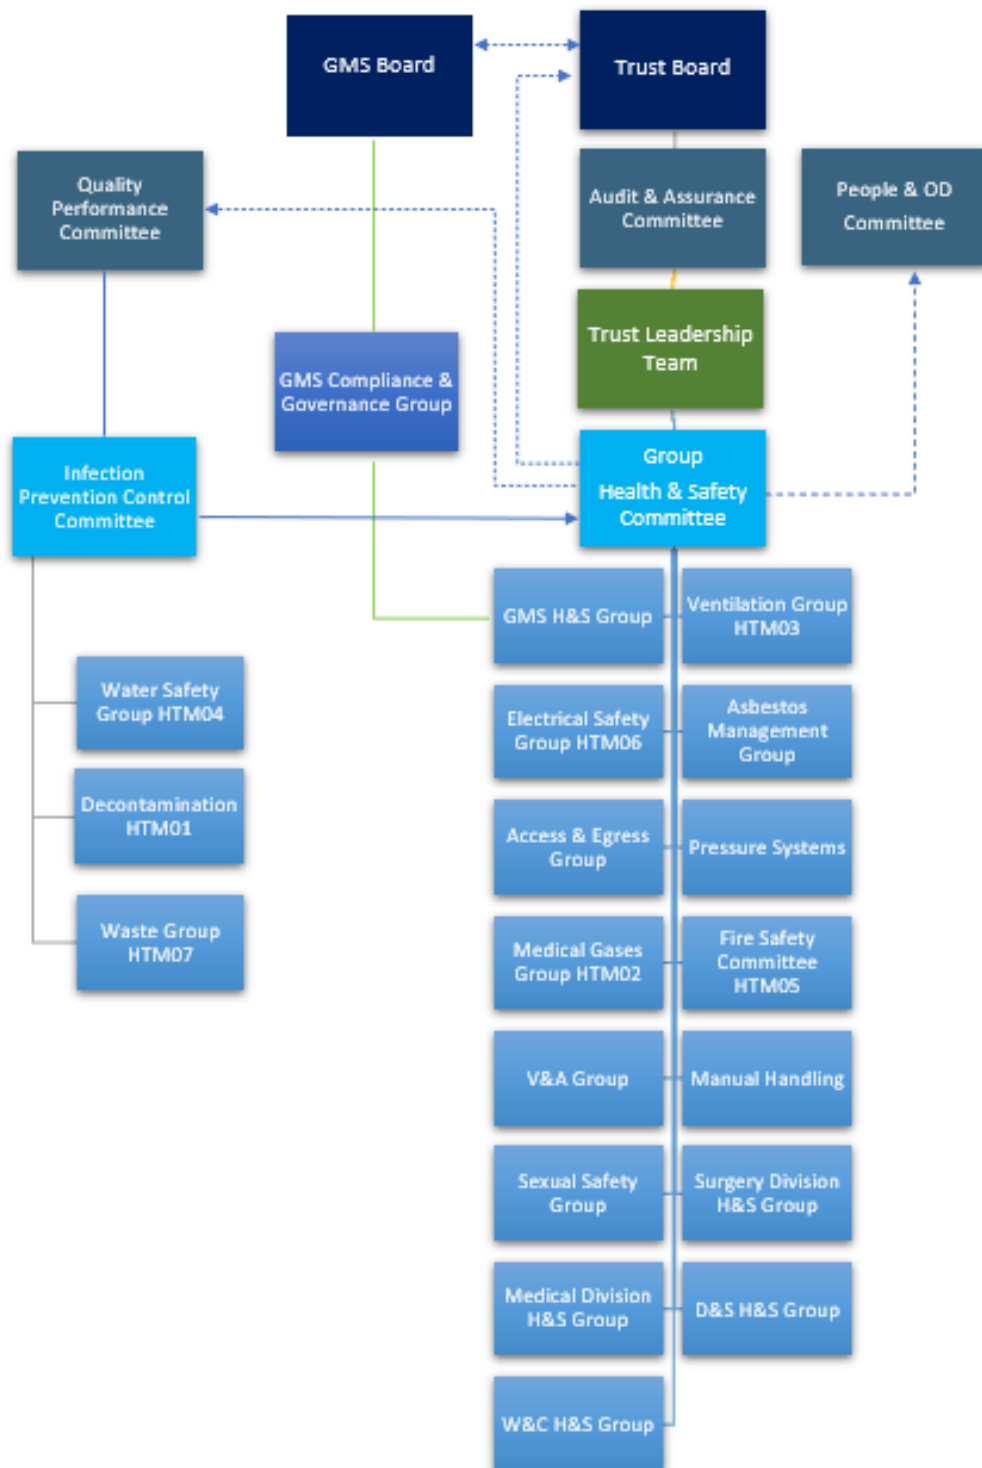 GMS Board
Trust Board
Quality
Performance
Committee
Audit & Assurance
Committee
People & OD
Committee
GMS Compliance &
Governance Group
Trust Leadership
Team
Infection
Prevention Control
Committee
Group
Health & Safety
Committee
GMS H&S Group
Ventilation Group
HTM03
Water Safety
Group HTM04
Electrical Safety
Group HTM06
Asbestos
Management
Group
Decontamination
HTM01
Access & Egress
Group
Pressure Systems
Waste Group
HTM07
Medical Gases
Group HTM02
Fire Safety
Committee
HTM05
V&A Group
Manual Handling
Sexual Safety
Group
Surgery Division
H&S Group
Medical Division
H&S Group
D&S H&S Group
W&C H&S Group